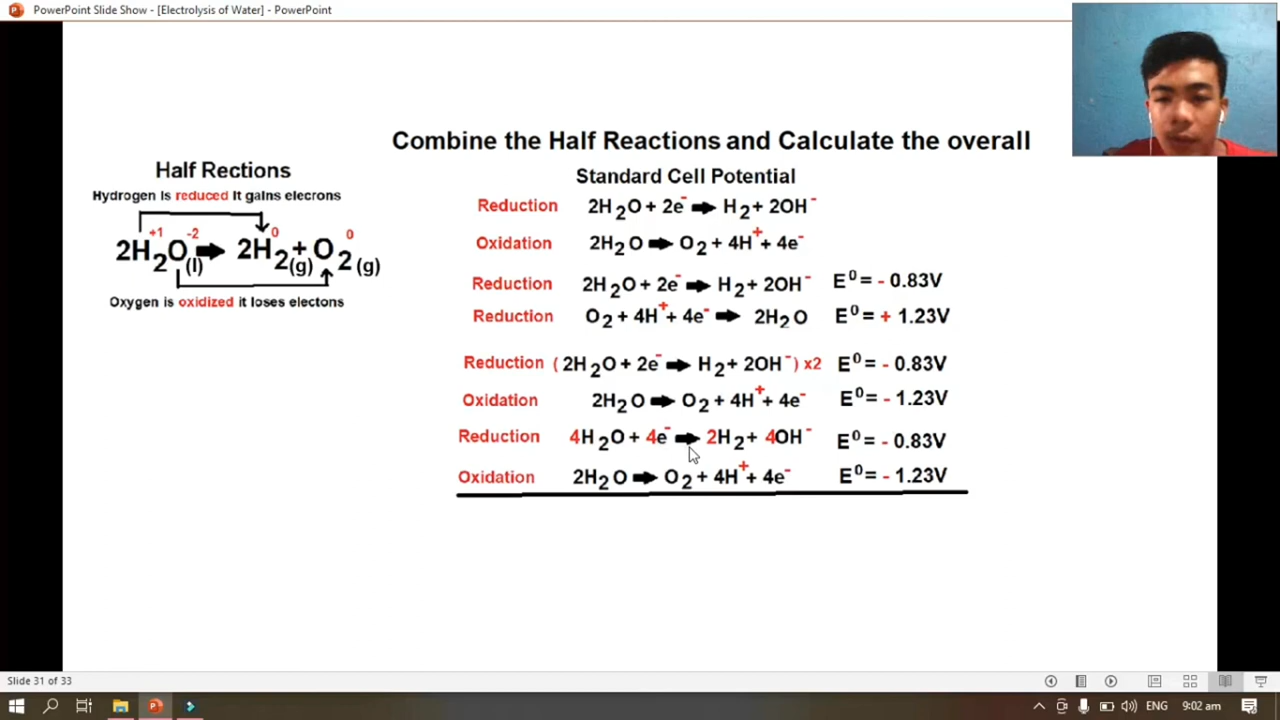 PowerPoint Slide Show - [Electrolysis of Water] - PowerPoint
Combine the Half Reactions and Calculate the overall
Standard Cell Potential
Half Rections
Hydrogen is reduced it gains elecrons
+1 -2 0 0
2H₂O(l) → 2H₂(g) + O₂(g)
Oxygen is oxidized it loses electons
Reduction 2H₂O + 2e⁻ → H₂ + 2OH⁻
Oxidation 2H₂O → O₂ + 4H⁺ + 4e⁻
Reduction 2H₂O + 2e⁻ → H₂ + 2OH⁻ E⁰ = - 0.83V
Reduction O₂ + 4H⁺ + 4e⁻ → 2H₂O E⁰ = + 1.23V
Reduction (2H₂O + 2e⁻ → H₂ + 2OH⁻) x2 E⁰ = - 0.83V
Oxidation 2H₂O → O₂ + 4H⁺ + 4e⁻ E⁰ = - 1.23V
Reduction 4H₂O + 4e⁻ → 2H₂ + 4OH⁻ E⁰ = - 0.83V
Oxidation 2H₂O → O₂ + 4H⁺ + 4e⁻ E⁰ = - 1.23V
Slide 31 of 33
ENG 9:02 am